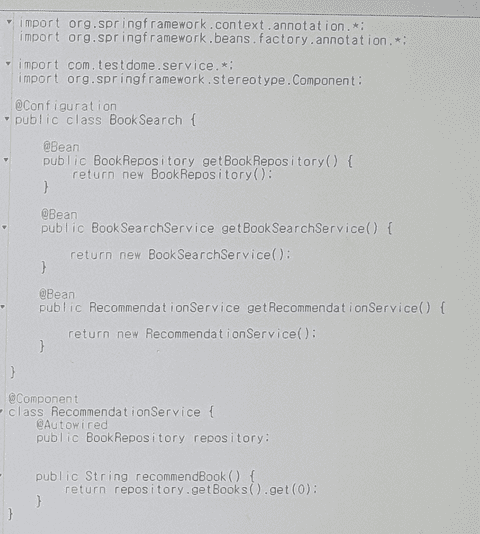 import org.springframework.context.annotation.*;
import org.springframework.beans.factory.annotation.*;
import com.testdome.service.*;
import org.springframework.stereotype.Component;
@Configuration
public class BookSearch {
@Bean
public BookRepository getBookRepository() {
return new BookRepository();
}
@Bean
public BookSearchService getBookSearchService() {
return new BookSearchService();
}
@Bean
public RecommendationService getRecommendationService() {
return new RecommendationService();
}
}
@Component
class RecommendationService {
@Autowired
public BookRepository repository;
public String recommendBook() {
return repository.getBooks().get(0);
}
}